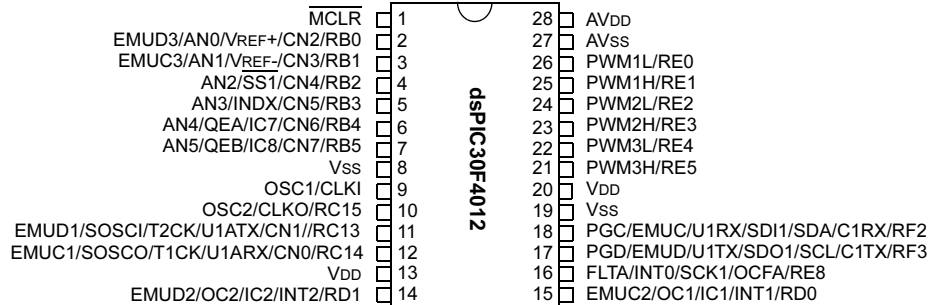 MCLR 1 28 AVDD
EMUD3/AN0/VREF+/CN2/RB0 2 27 AVSS
EMUC3/AN1/VREF-/CN3/RB1 3 26 PWM1L/RE0
AN2/SS1/CN4/RB2 4 25 PWM1H/RE1
AN3/INDX/CN5/RB3 5 24 PWM2L/RE2
AN4/QEA/IC7/CN6/RB4 6 23 PWM2H/RE3
AN5/QEB/IC8/CN7/RB5 7 22 PWM3L/RE4
VSS 8 21 PWM3H/RE5
OSC1/CLKI 9 20 VDD
OSC2/CLKO/RC15 10 19 VSS
EMUD1/SOSCI/T2CK/U1ATX/CN1//RC13 11 18 PGC/EMUC/U1RX/SDI1/SDA/C1RX/RF2
EMUC1/SOSCO/T1CK/U1ARX/CN0/RC14 12 17 PGD/EMUD/U1TX/SDO1/SCL/C1TX/RF3
VDD 13 16 FLTA/INT0/SCK1/OCFA/RE8
EMUD2/OC2/IC2/INT2/RD1 14 15 EMUC2/OC1/IC1/INT1/RD0
dsPIC30F4012